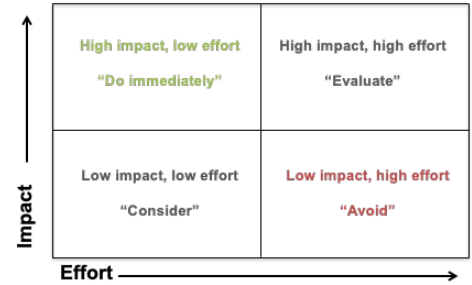 High impact, low effort
“Do immediately”
High impact, high effort
“Evaluate”
Low impact, low effort
“Consider”
Low impact, high effort
“Avoid”
Impact
Effort